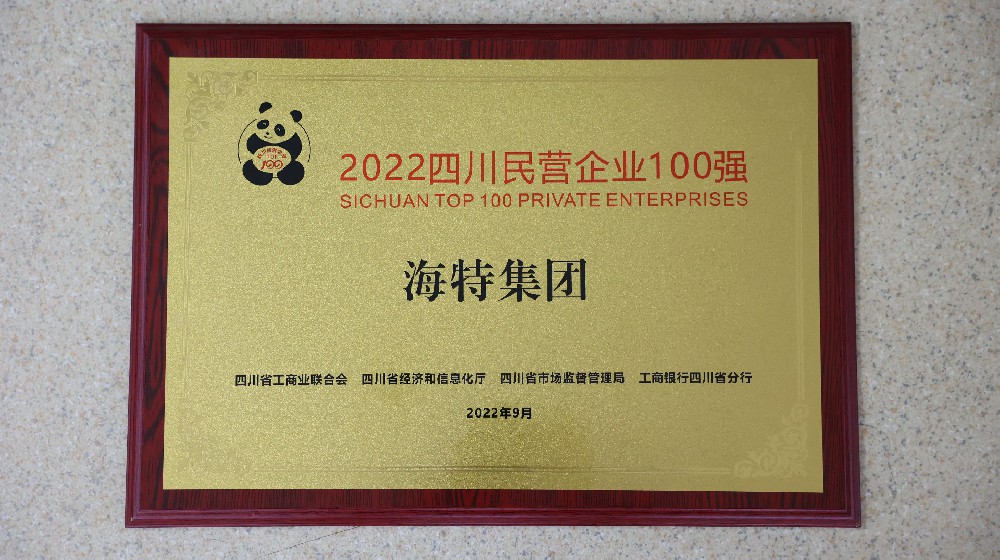 TOP
100
2022四川民营企业100强
SICHUAN TOP 100 PRIVATE ENTERPRISES
海特集团
四川省工商业联合会 四川省经济和信息化厅 四川省市场监督管理局 工商银行四川省分行
2022年9月